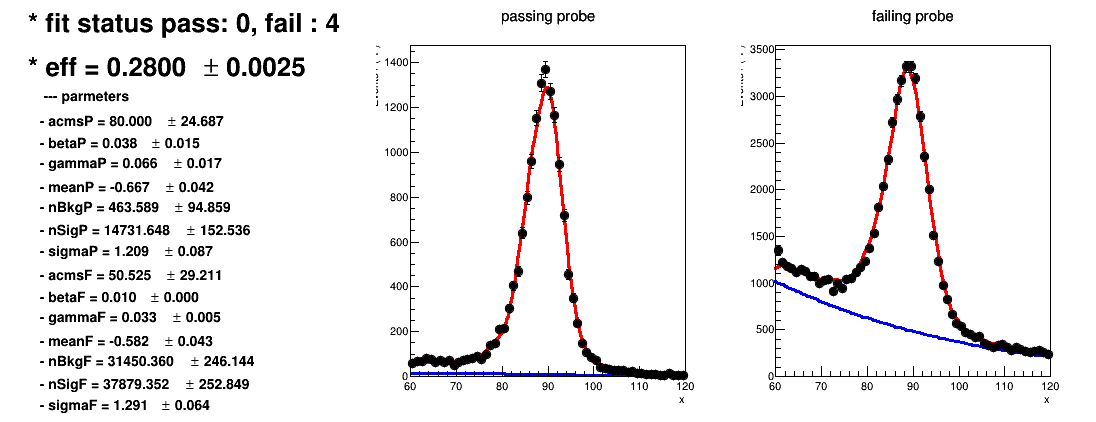 * fit status pass: 0, fail : 4
* eff = 0.2800 ± 0.0025
--- parmeters
- acmsP = 80.000 ± 24.687
- betaP = 0.038 ± 0.015
- gammaP = 0.066 ± 0.017
- meanP = -0.667 ± 0.042
- nBkgP = 463.589 ± 94.859
- nSigP = 14731.648 ± 152.536
- sigmaP = 1.209 ± 0.087
- acmsF = 50.525 ± 29.211
- betaF = 0.010 ± 0.000
- gammaF = 0.033 ± 0.005
- meanF = -0.582 ± 0.043
- nBkgF = 31450.360 ± 246.144
- nSigF = 37879.352 ± 252.849
- sigmaF = 1.291 ± 0.064
passing probe
1400
1200
1000
800
600
400
200
0
60 70 80 90 100 110 120
x
failing probe
3500
3000
2500
2000
1500
1000
500
0
60 70 80 90 100 110 120
x